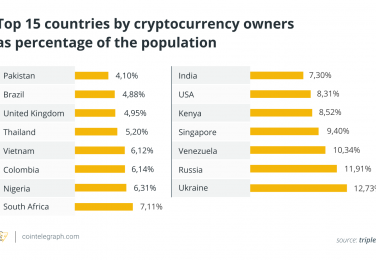 Top 15 countries by cryptocurrency owners
as percentage of the population
Pakistan 4,10%
Brazil 4,88%
United Kingdom 4,95%
Thailand 5,20%
Vietnam 6,12%
Colombia 6,14%
Nigeria 6,31%
South Africa 7,11%
India 7,30%
USA 8,31%
Kenya 8,52%
Singapore 9,40%
Venezuela 10,34%
Russia 11,91%
Ukraine 12,73%
cointelegraph.com
source: triple